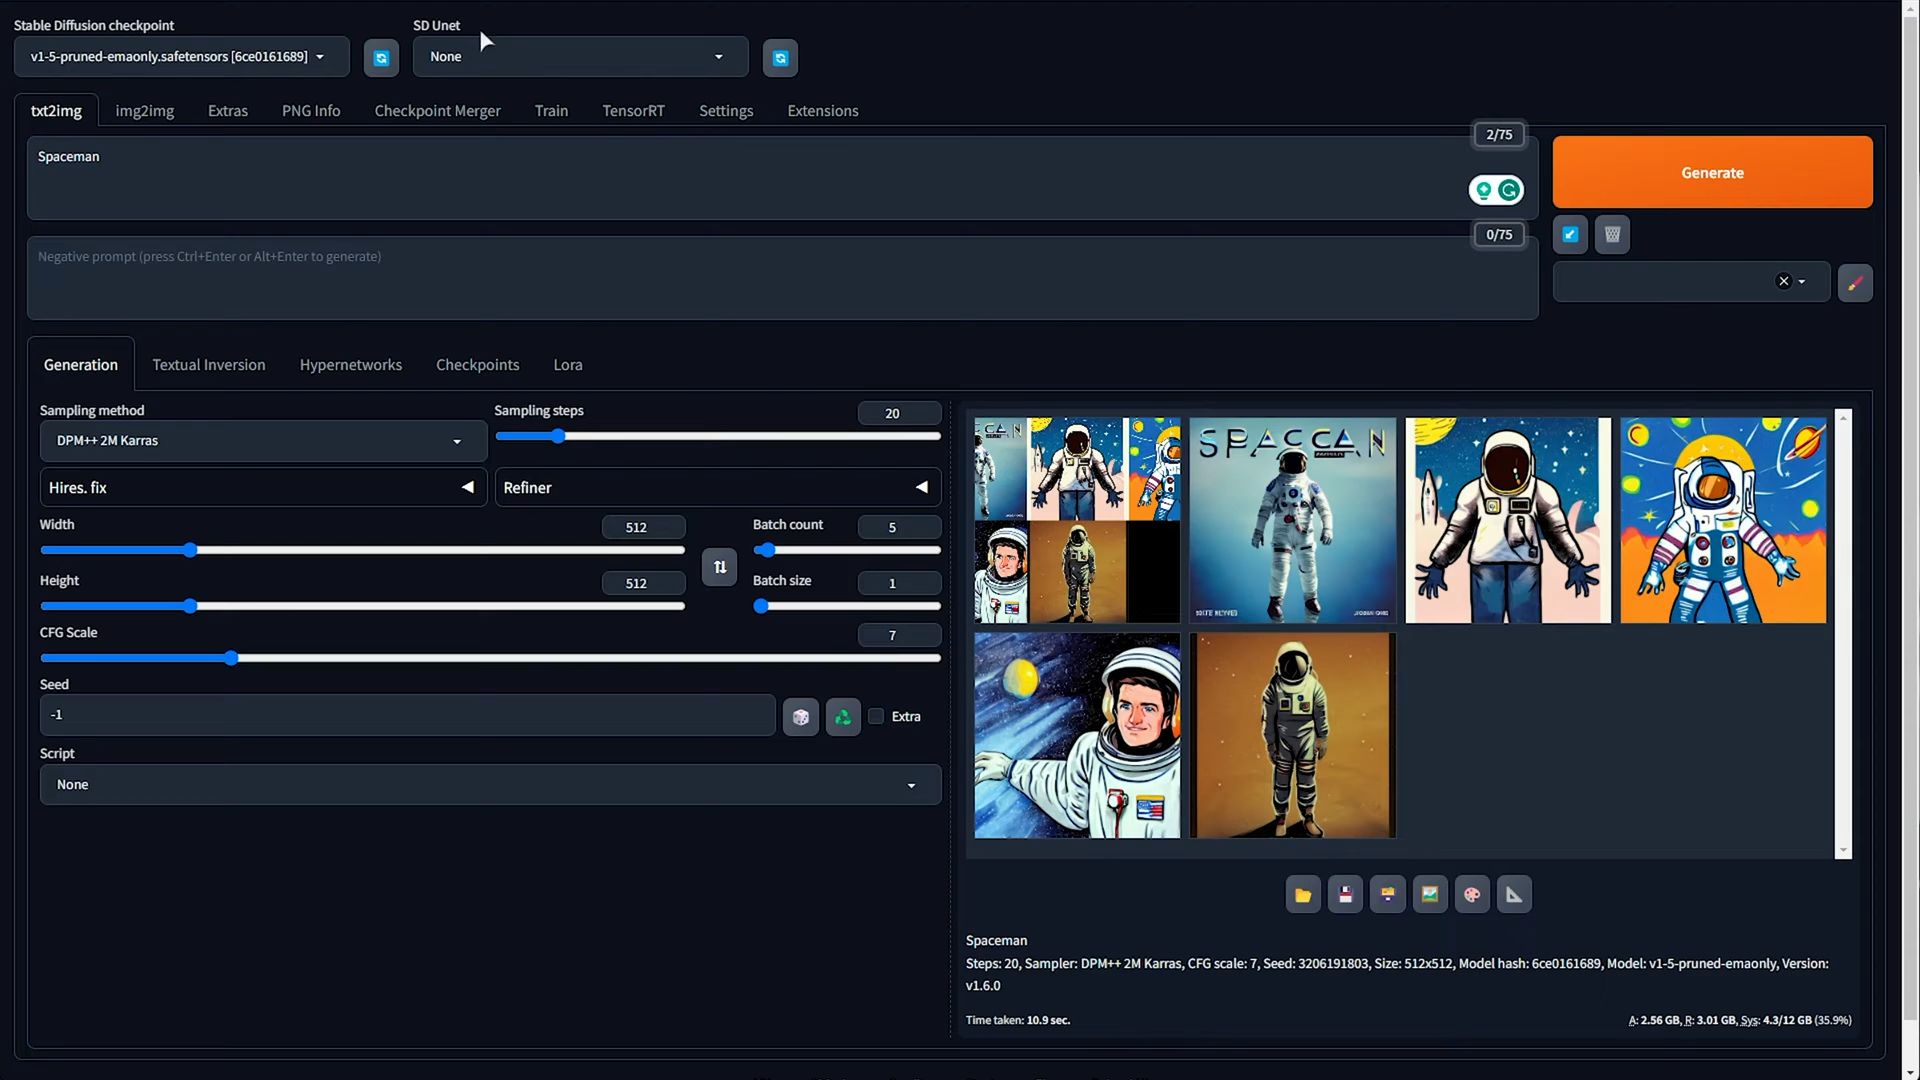 Stable Diffusion checkpoint
SD Unet
v1-5-pruned-emaonly.safetensors [6ce0161689]
None
txt2img
img2img
Extras
PNG Info
Checkpoint Merger
Train
TensorRT
Settings
Extensions
2/75
Spaceman
Generate
0/75
Negative prompt (press Ctrl+Enter or Alt+Enter to generate)
Generation
Textual Inversion
Hypernetworks
Checkpoints
Lora
Sampling method
Sampling steps
20
DPM++ 2M Karras
Hires. fix
Refiner
Width
512
Batch count
5
Height
512
Batch size
1
CFG Scale
7
Seed
-1
Extra
Script
None
Spaceman
Steps: 20, Sampler: DPM++ 2M Karras, CFG scale: 7, Seed: 3206191803, Size: 512x512, Model hash: 6ce0161689, Model: v1-5-pruned-emaonly, Version:
v1.6.0
Time taken: 10.9 sec.
A: 2.56 GB, R: 3.01 GB, Sys: 4.3/12 GB (35.9%)